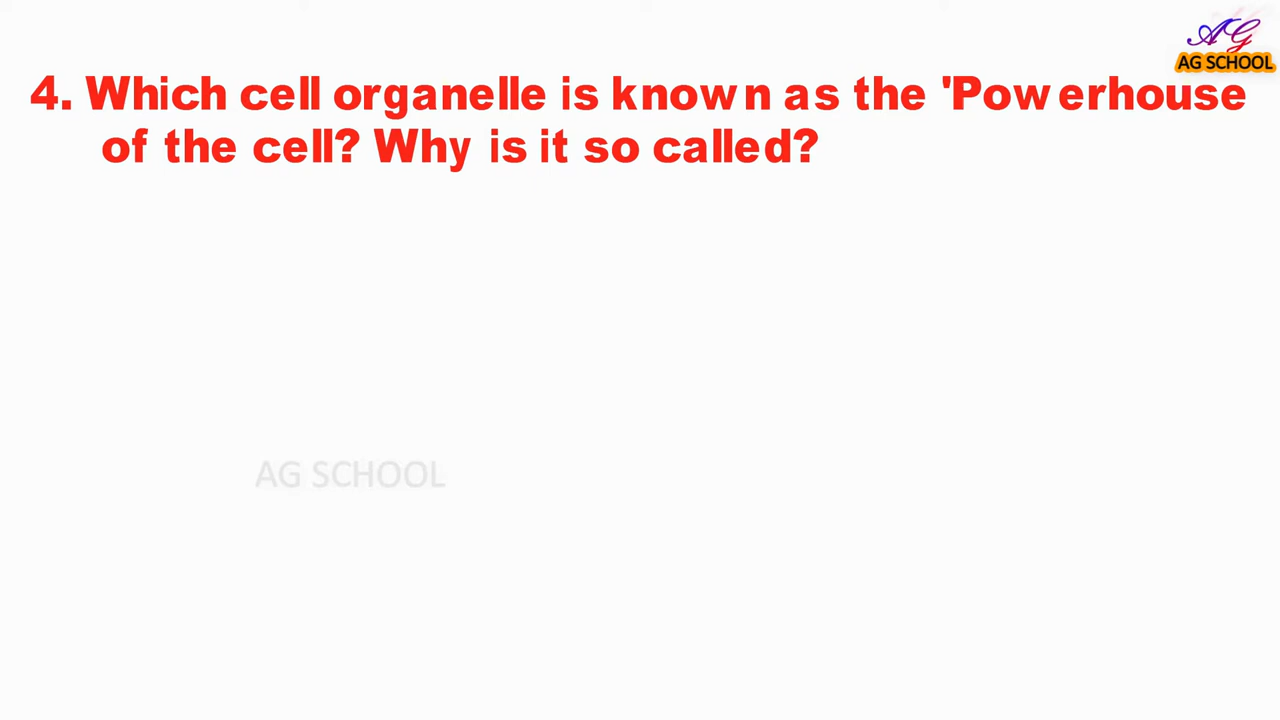 AG
AG SCHOOL
4. Which cell organelle is known as the 'Powerhouse
of the cell? Why is it so called?
AG SCHOOL